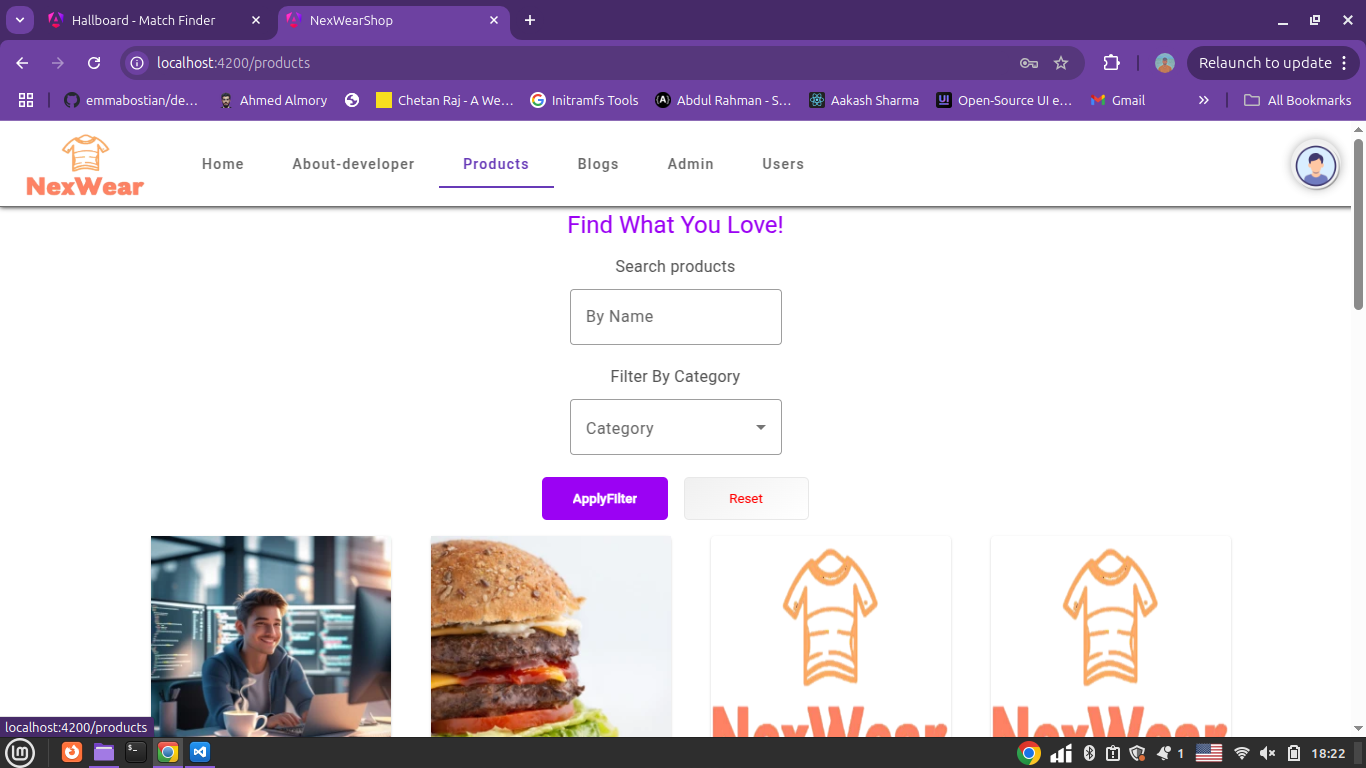 Hallboard - Match Finder
NexWearShop
localhost:4200/products
Relaunch to update
emmabostian/de...
Ahmed Almory
Chetan Raj - A We...
Initramfs Tools
Abdul Rahman - S...
Aakash Sharma
Open-Source UI e...
Gmail
All Bookmarks
NexWear
Home
About-developer
Products
Blogs
Admin
Users
Find What You Love!
Search products
By Name
Filter By Category
Category
ApplyFIlter
Reset
NexWear
NexWear
localhost:4200/products
1
18:22